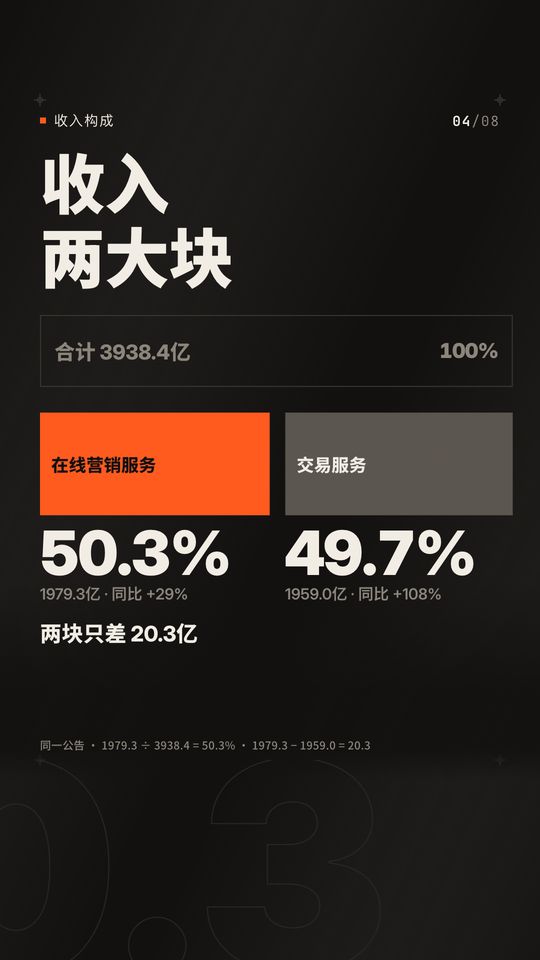 收入构成
04/08
收入
两大块
合计 3938.4亿
100%
在线营销服务
交易服务
50.3%
49.7%
1979.3亿 · 同比 +29%
1959.0亿 · 同比 +108%
两块只差 20.3亿
同一公告 · 1979.3 ÷ 3938.4 = 50.3% · 1979.3 − 1959.0 = 20.3
0.3